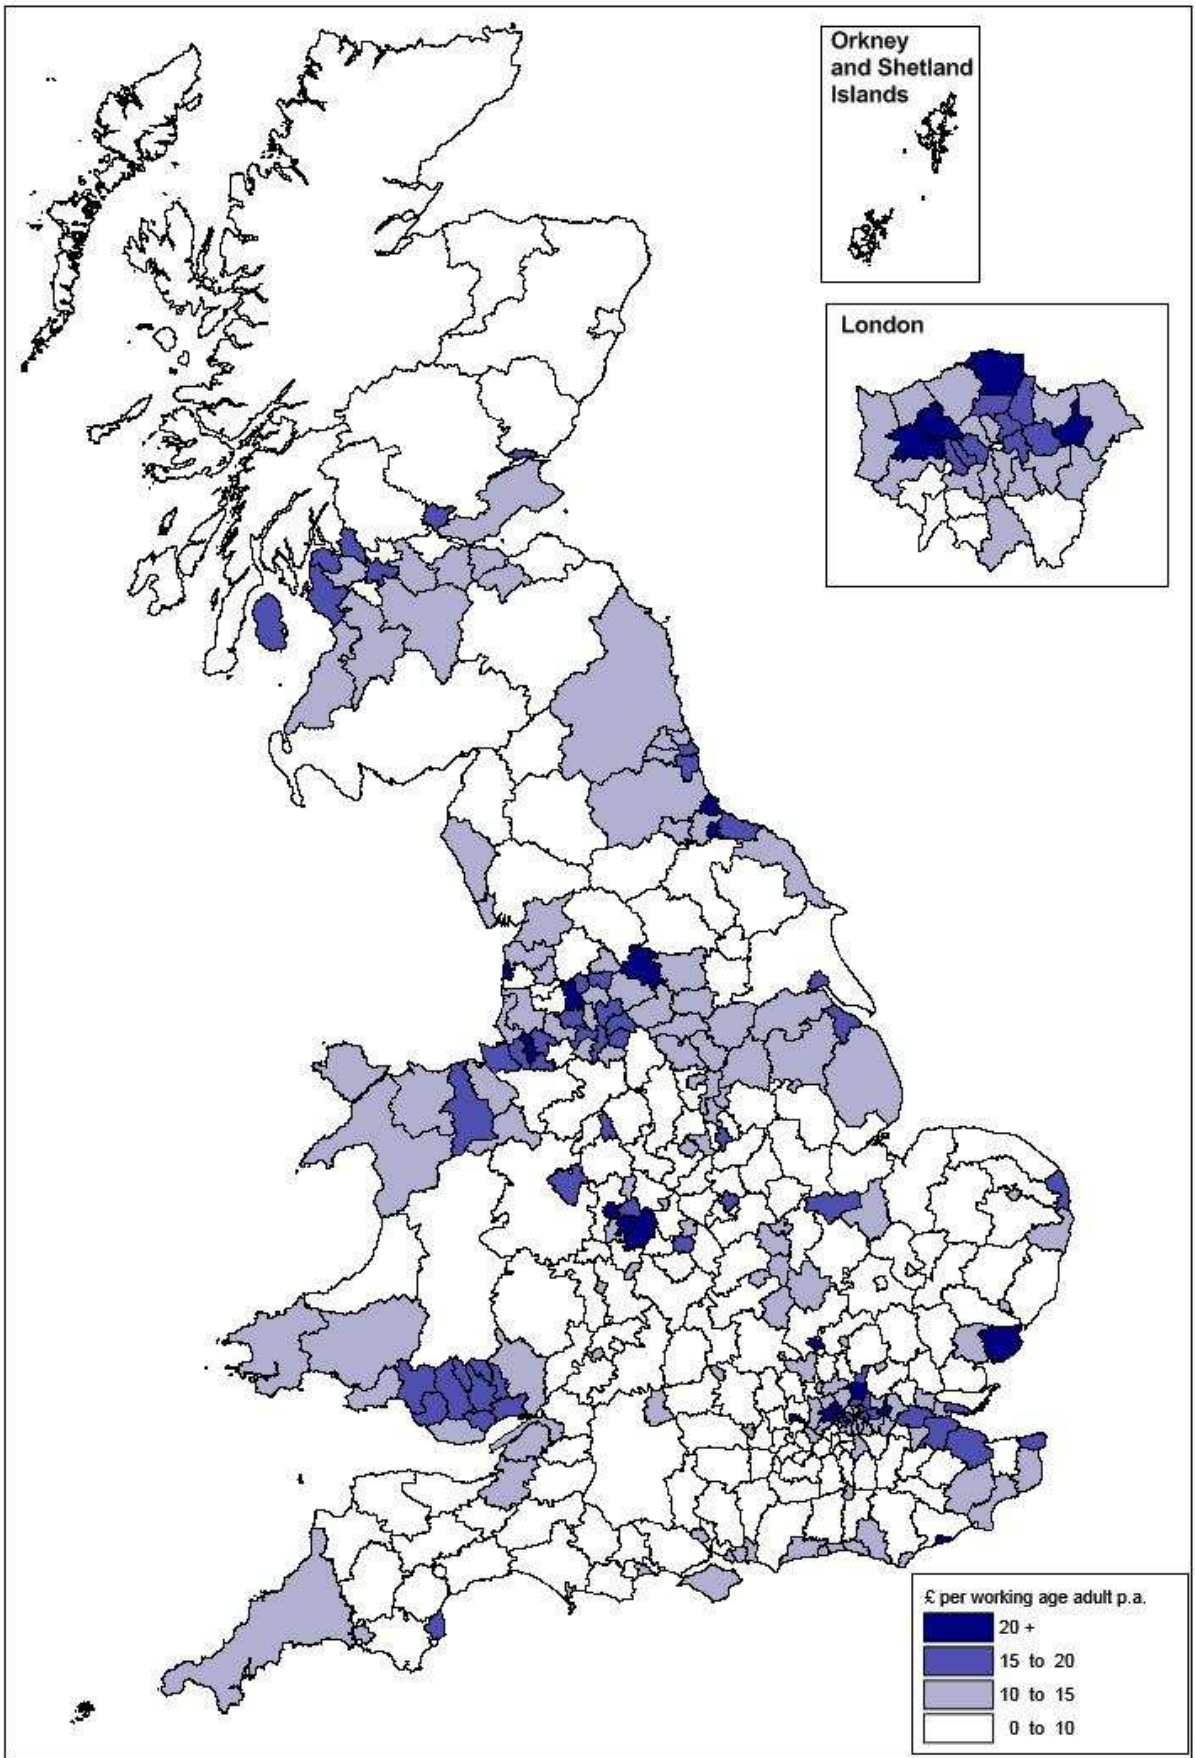 Orkney
and Shetland
Islands
London
£ per working age adult p.a.
20 +
15 to 20
10 to 15
0 to 10